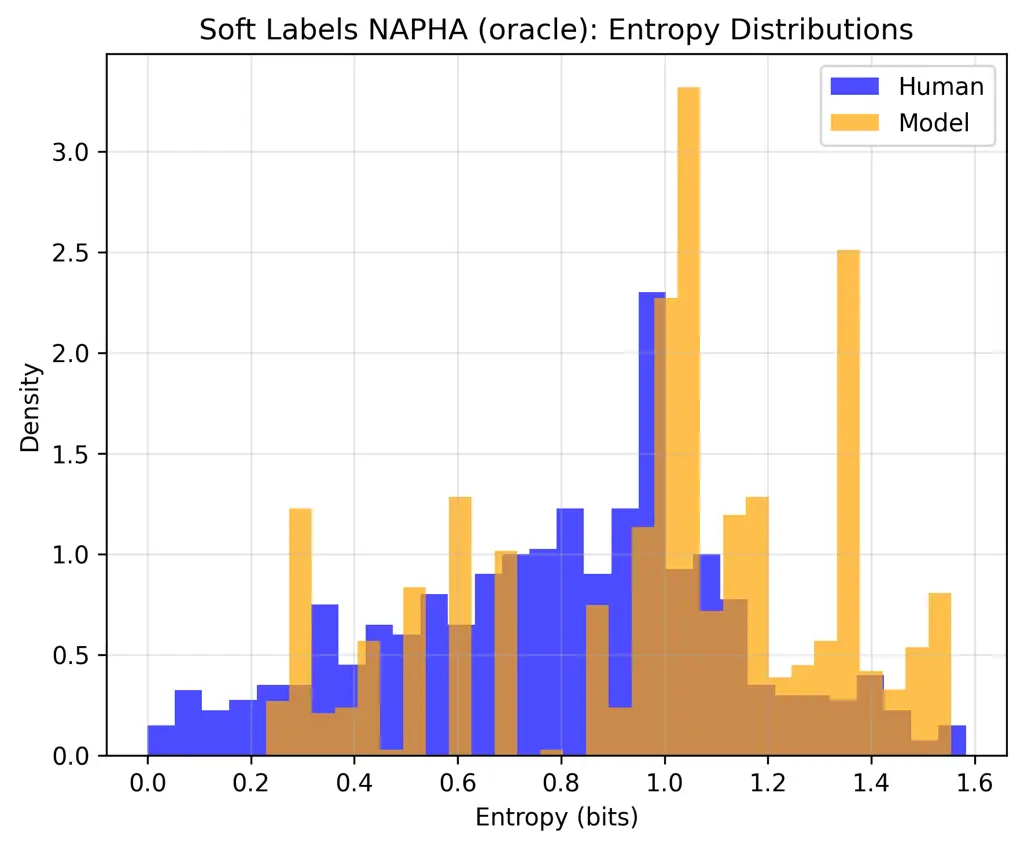 Soft Labels NAPHA (oracle): Entropy Distributions
Human
Model
3.0
2.5
2.0
1.5
1.0
0.5
0.0
Density
0.0 0.2 0.4 0.6 0.8 1.0 1.2 1.4 1.6
Entropy (bits)